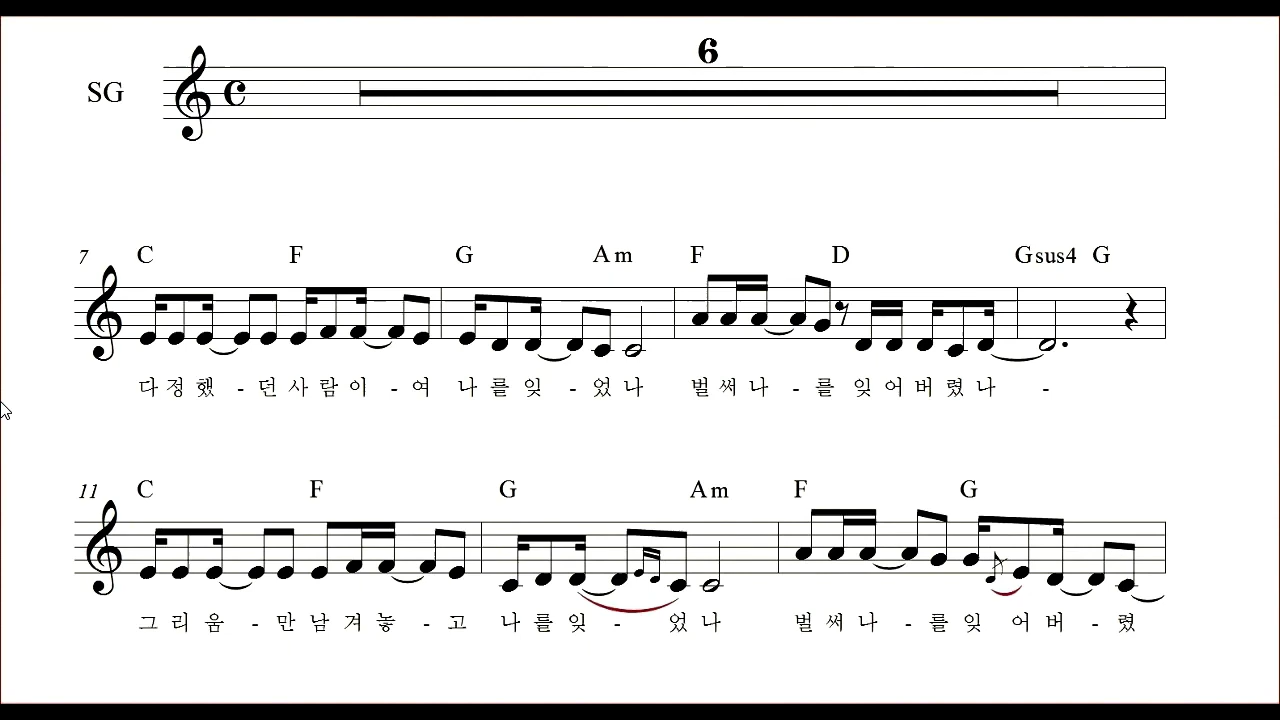 6
SG
7 C F G Am F D Gsus4 G
다정했-던사람이-여 나를잊-었나 벌써나-를 잊어버렸나-
11 C F G Am F G
그리움-만남겨놓-고 나를잊-었나 벌써나-를잊 어버-렸